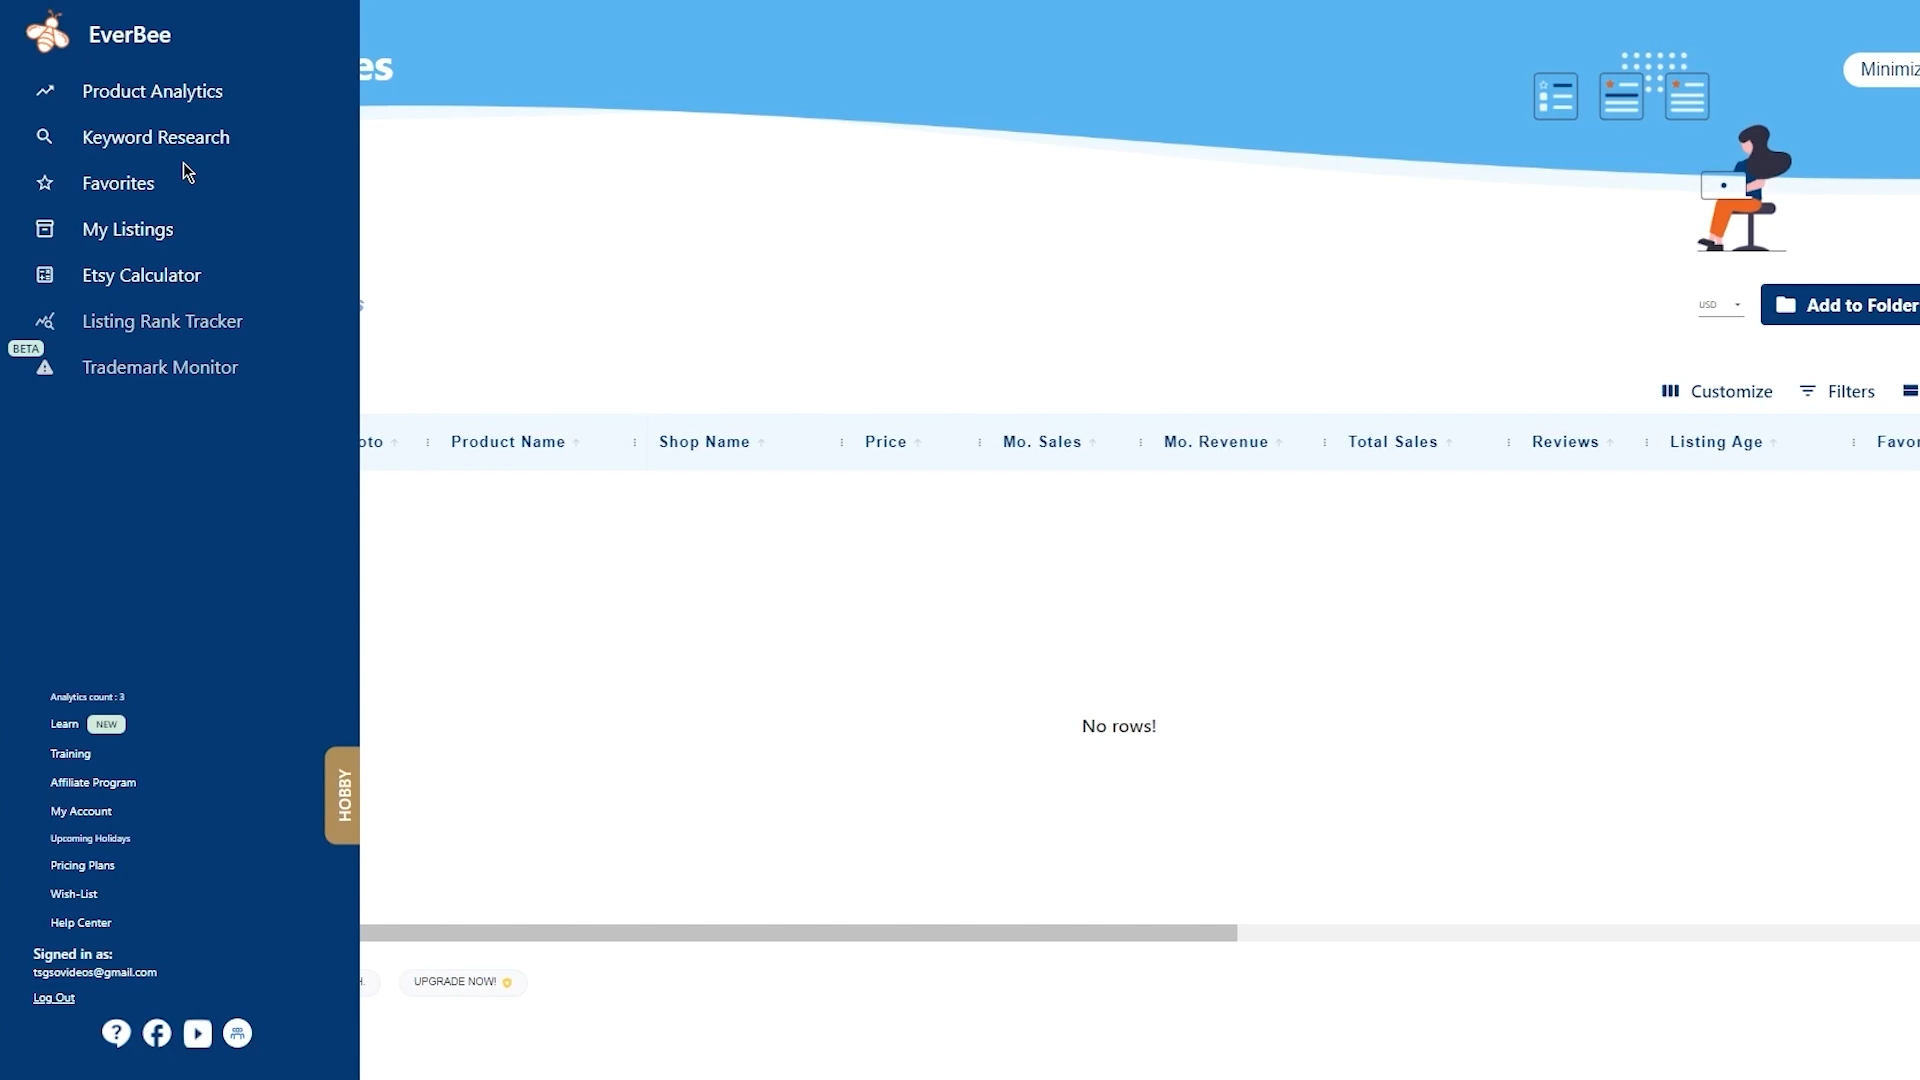 EverBee
Product Analytics
Keyword Research
Favorites
My Listings
Etsy Calculator
Listing Rank Tracker
BETA
Trademark Monitor
Analytics count : 3
Learn NEW
Training
Affiliate Program
My Account
Upcoming Holidays
Pricing Plans
Wish-List
Help Center
Signed in as:
tsgsovideos@gmail.com
Log Out
HOBBY
es
Minimiz
USD
Add to Folder
Customize Filters
oto Product Name Shop Name Price Mo. Sales Mo. Revenue Total Sales Reviews Listing Age Favor
No rows!
UPGRADE NOW!